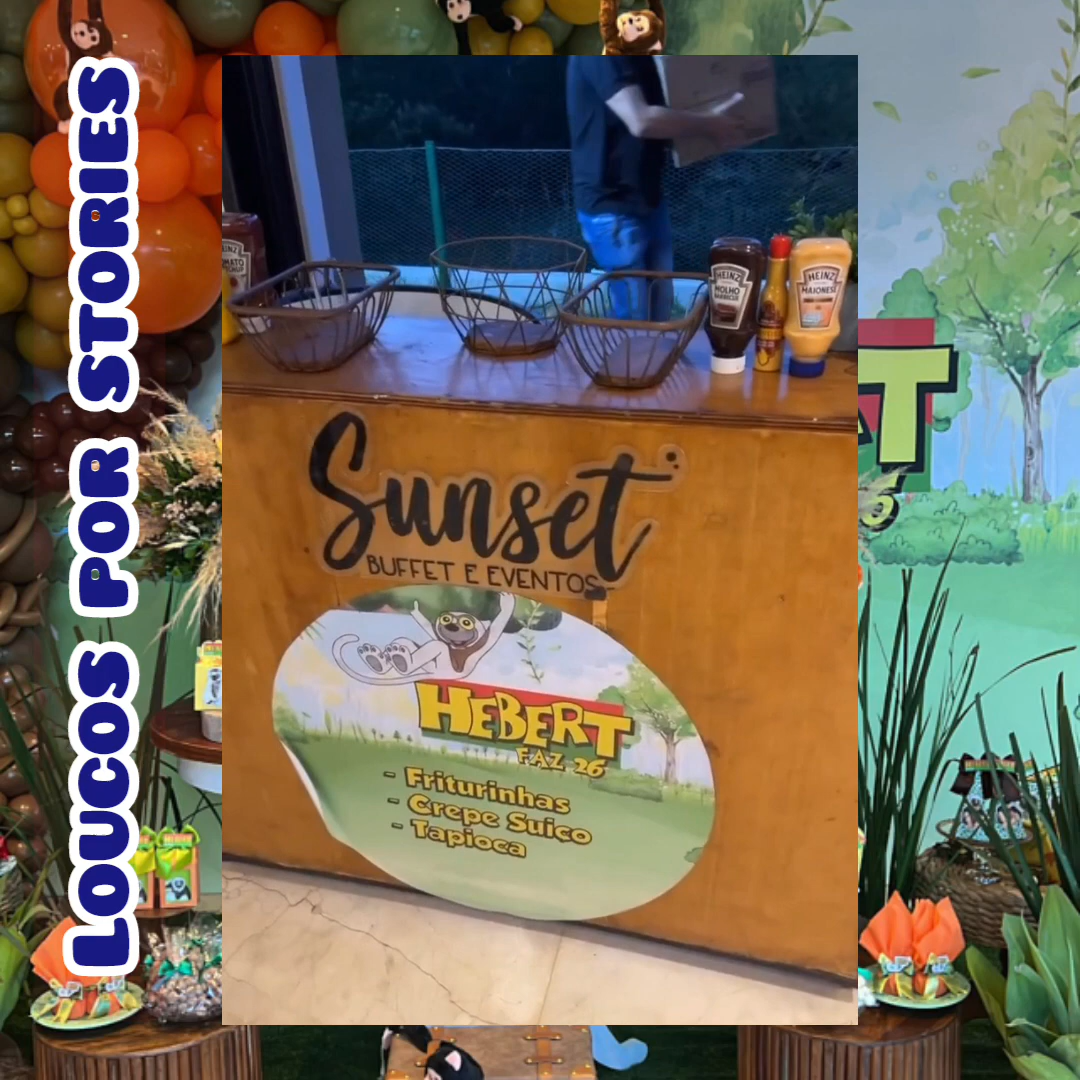 LOUCOS POR STORIES
HEINZ
MOLHO
BARBECUE
HEINZ
MAIONESE
Sunset
BUFFET E EVENTOS
HEBERT
FAZ 26
- Friturinhas
- Crepe Suiço
- Tapioca
T